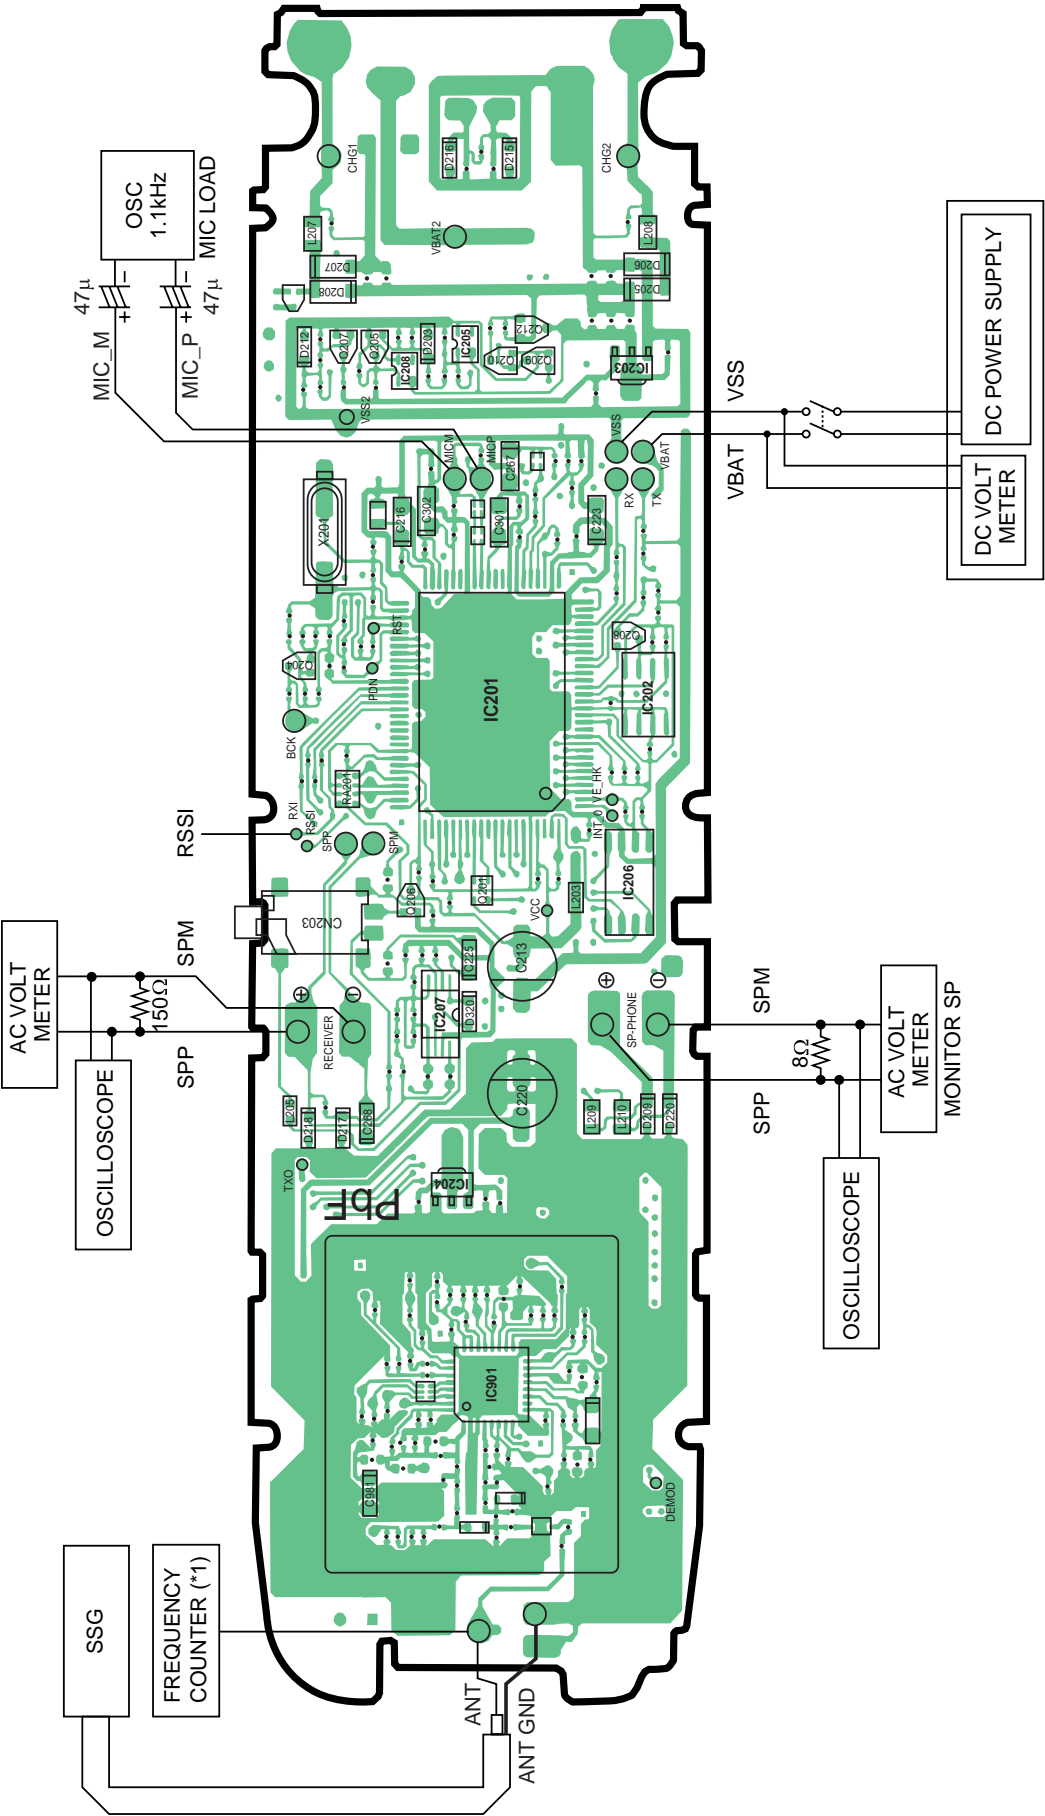 CHG1
CHG2
D216
D215
OSC
1.1kHz
MIC LOAD
47µ
47µ
MIC_M
MIC_P
L207
D207
D208
VBAT2
L208
D206
D205
D212
Q207
Q205
IC208
D203
IC205
Q212
Q210
Q209
IC203
VSS2
VSS
VBAT
DC POWER SUPPLY
DC VOLT
METER
MICM
MICP
C267
VSS
VBAT
RX
TX
X201
C216
C302
C301
C223
RST
Q204
PDN
BCK
IC201
Q208
IC202
RA201
RXI
RSSI
RSSI
SPP
SPM
INT_0
VE_HK
IC206
CN203
Q206
Q201
VCC
L203
C213
C225
IC207
D320
SP-PHONE
RECEIVER
AC VOLT
METER
SPM
150Ω
SPP
OSCILLOSCOPE
SPM
8Ω
SPP
AC VOLT
METER
MONITOR SP
OSCILLOSCOPE
L205
D218
D217
C268
C220
L209
L210
D209
D220
TXO
PbF
IC204
IC901
C981
DEMOD
SSG
FREQUENCY
COUNTER (*1)
ANT
ANT GND